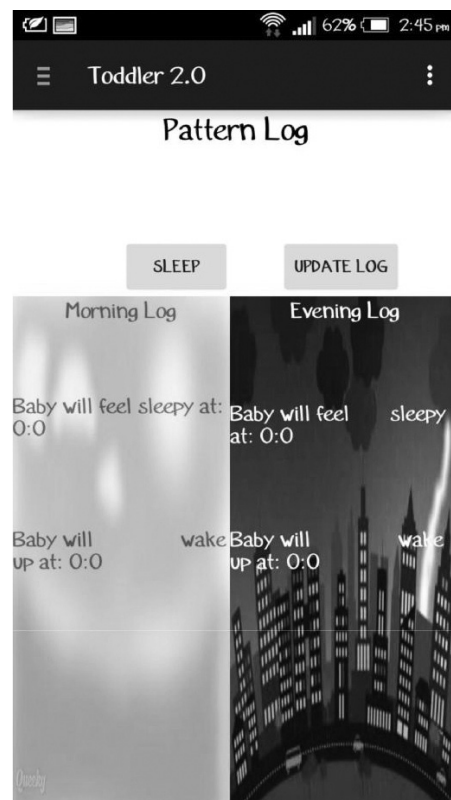 62% 2:45 pm
Toddler 2.0
Pattern Log
SLEEP UPDATE LOG
Morning Log
Baby will feel sleepy at:
0:0
Baby will wake
up at: 0:0
Evening Log
Baby will feel sleepy
at: 0:0
Baby will wake
up at: 0:0